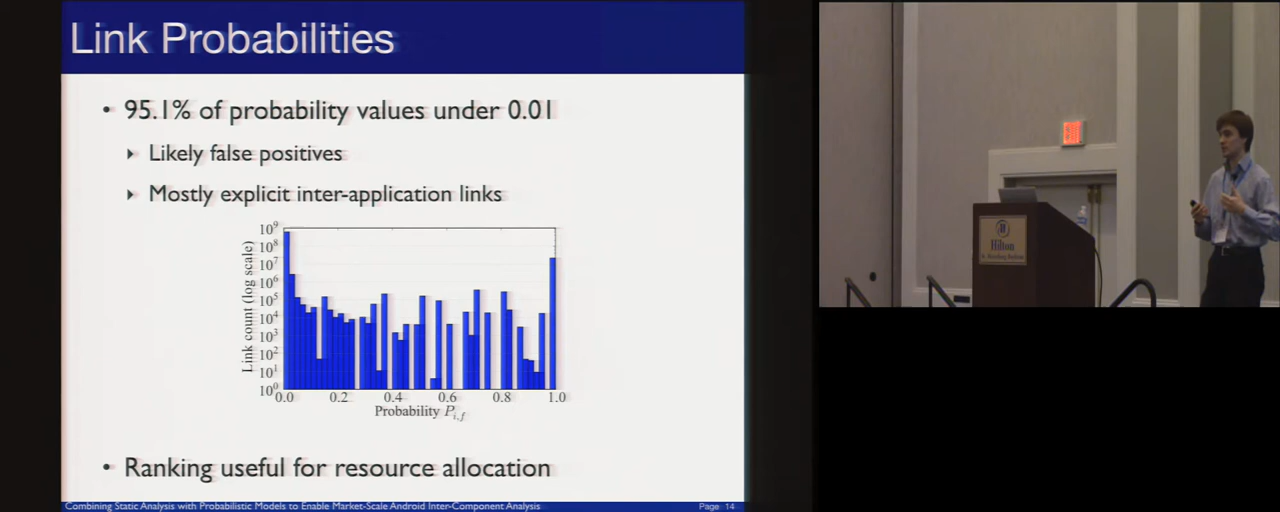 Link Probabilities
• 95.1% of probability values under 0.01
Likely false positives
Mostly explicit inter-application links
Link count (log scale)
10⁹
10⁸
10⁷
10⁶
10⁵
10⁴
10³
10²
10¹
10⁰
0.0 0.2 0.4 0.6 0.8 1.0
Probability P_{i,f}
• Ranking useful for resource allocation
Combining Static Analysis with Probabilistic Models to Enable Market-Scale Android Inter-Component Analysis Page 14
Hilton